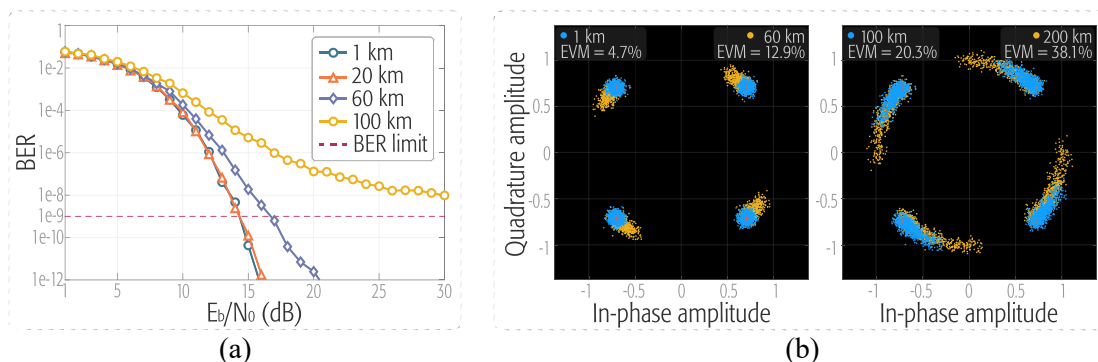 1e-2
1e-4
1e-6
1e-8
1e-9
1e-10
1e-12
BER
1 km
20 km
60 km
100 km
BER limit
5
10
15
20
25
30
E_b/N_0 (dB)
(a)
Quadrature amplitude
1
0.5
0
-0.5
-1
1 km
EVM = 4.7%
60 km
EVM = 12.9%
-1
-0.5
0
0.5
1
In-phase amplitude
1
0.5
0
-0.5
-1
100 km
EVM = 20.3%
200 km
EVM = 38.1%
-1
-0.5
0
0.5
1
In-phase amplitude
(b)